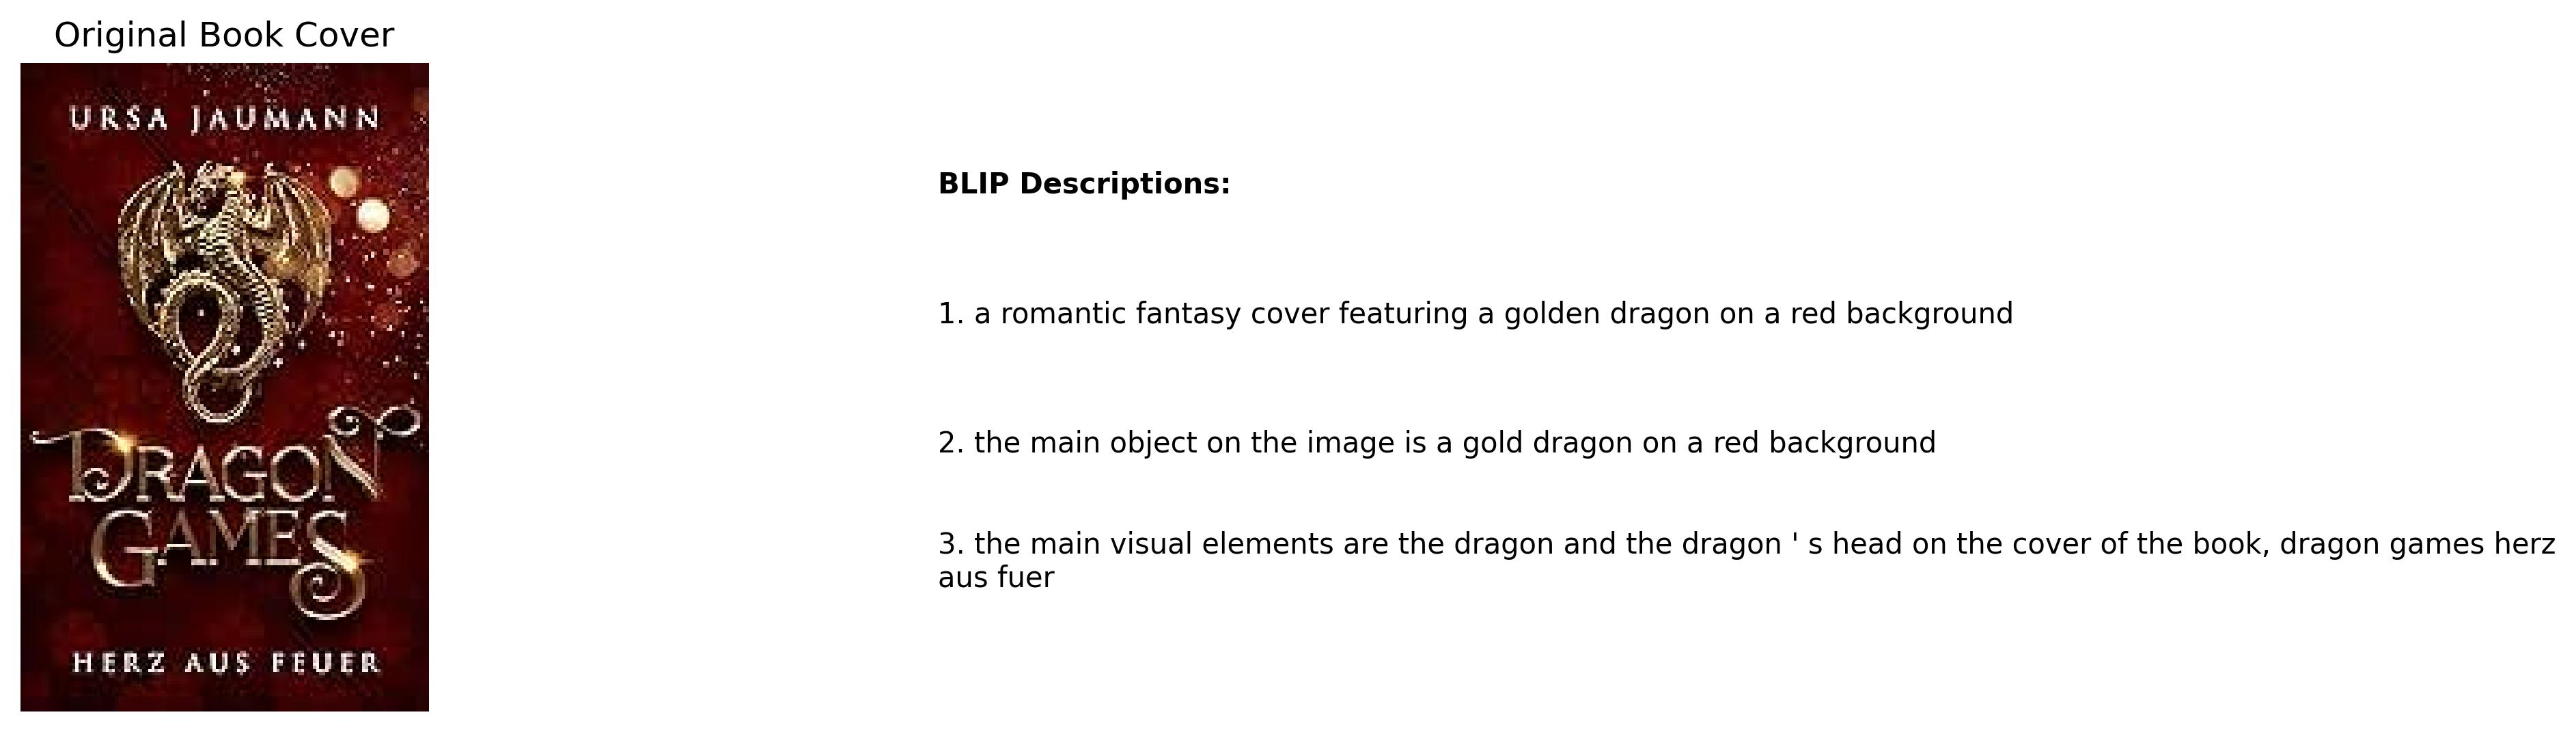 Original Book Cover
URSA JAUMANN
DRAGON
GAMES
HERZ AUS FEUER
BLIP Descriptions:
1. a romantic fantasy cover featuring a golden dragon on a red background
2. the main object on the image is a gold dragon on a red background
3. the main visual elements are the dragon and the dragon ' s head on the cover of the book, dragon games herz
aus fuer